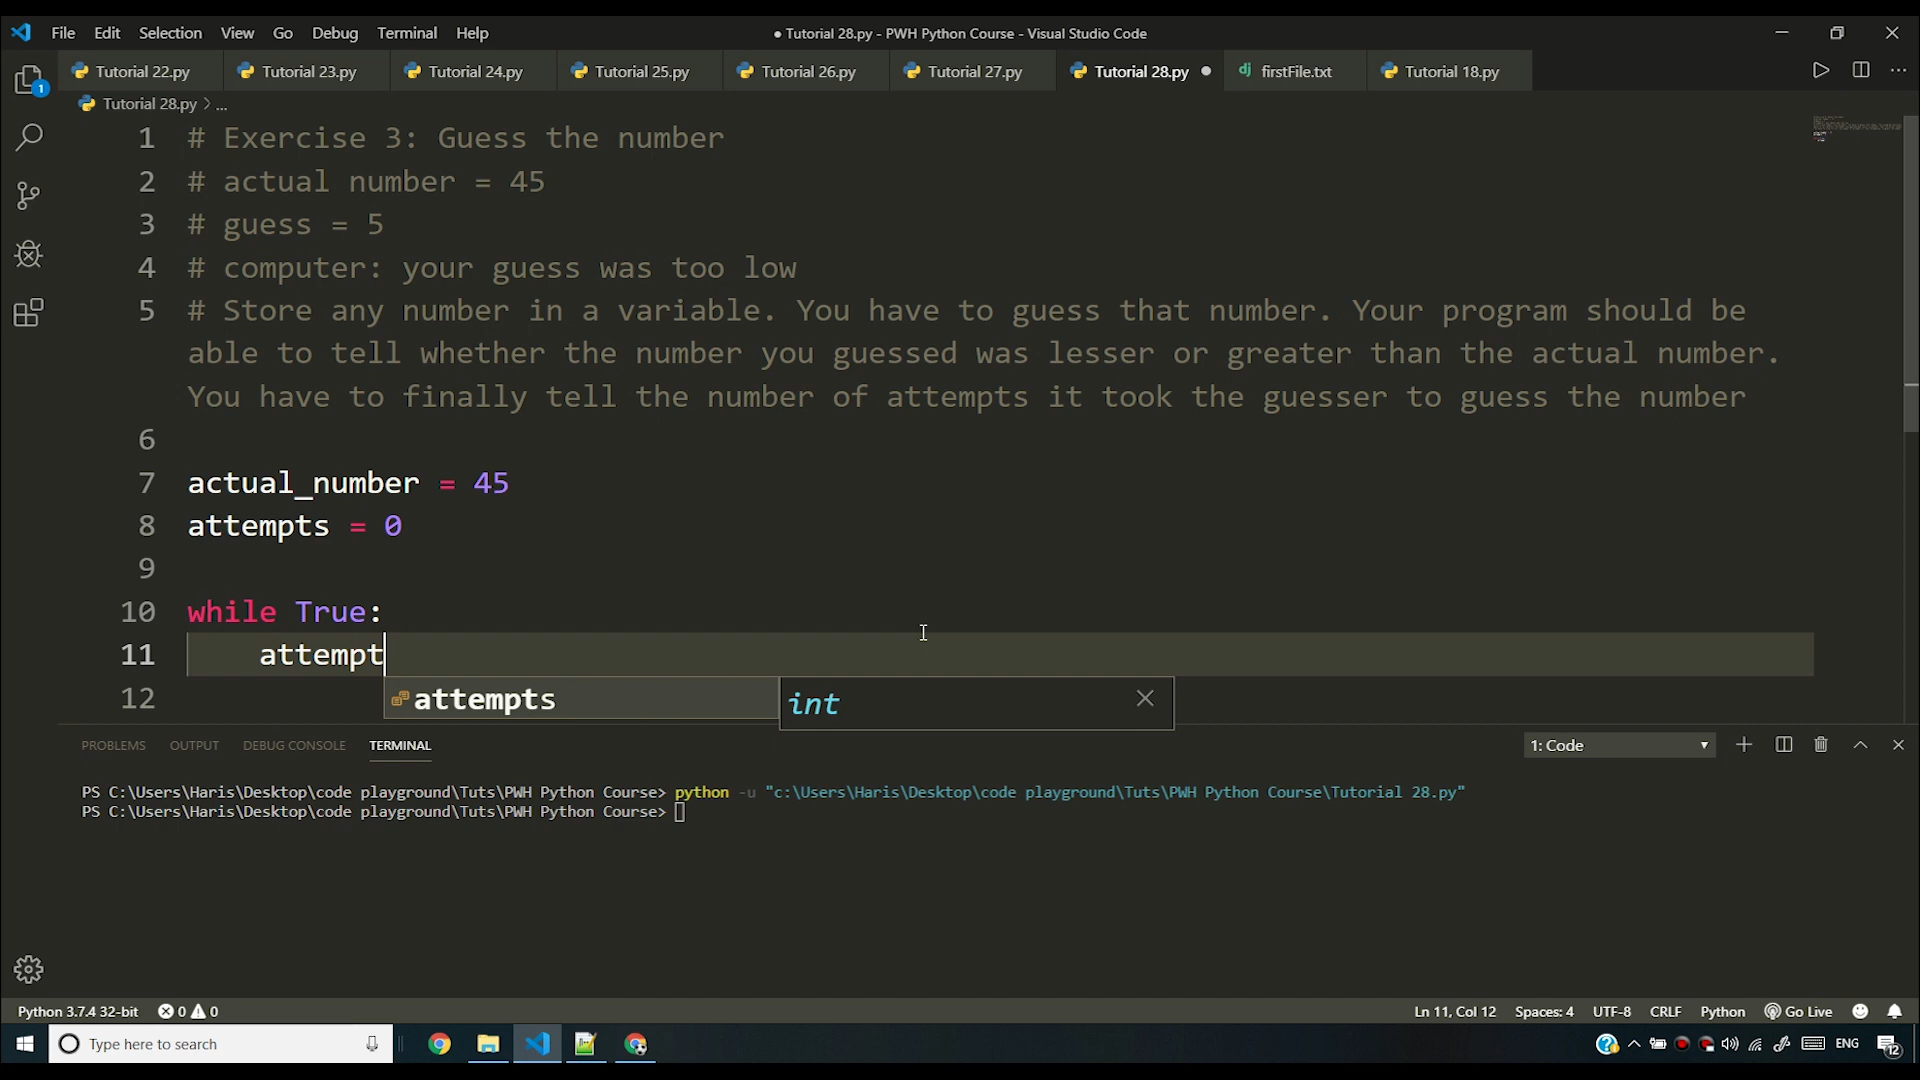 File Edit Selection View Go Debug Terminal Help
● Tutorial 28.py - PWH Python Course - Visual Studio Code
Tutorial 22.py Tutorial 23.py Tutorial 24.py Tutorial 25.py Tutorial 26.py Tutorial 27.py Tutorial 28.py ● firstFile.txt Tutorial 18.py
1
Tutorial 28.py > ...
1 # Exercise 3: Guess the number
2 # actual number = 45
3 # guess = 5
4 # computer: your guess was too low
5 # Store any number in a variable. You have to guess that number. Your program should be
able to tell whether the number you guessed was lesser or greater than the actual number.
You have to finally tell the number of attempts it took the guesser to guess the number
6
7 actual_number = 45
8 attempts = 0
9
10 while True:
11 attempt
12
attempts
int
PROBLEMS OUTPUT DEBUG CONSOLE TERMINAL
1: Code
PS C:\Users\Haris\Desktop\code playground\Tuts\PWH Python Course> python -u "c:\Users\Haris\Desktop\code playground\Tuts\PWH Python Course\Tutorial 28.py"
PS C:\Users\Haris\Desktop\code playground\Tuts\PWH Python Course>
Python 3.7.4 32-bit 0 0
Ln 11, Col 12 Spaces: 4 UTF-8 CRLF Python Go Live
Type here to search
ENG
12